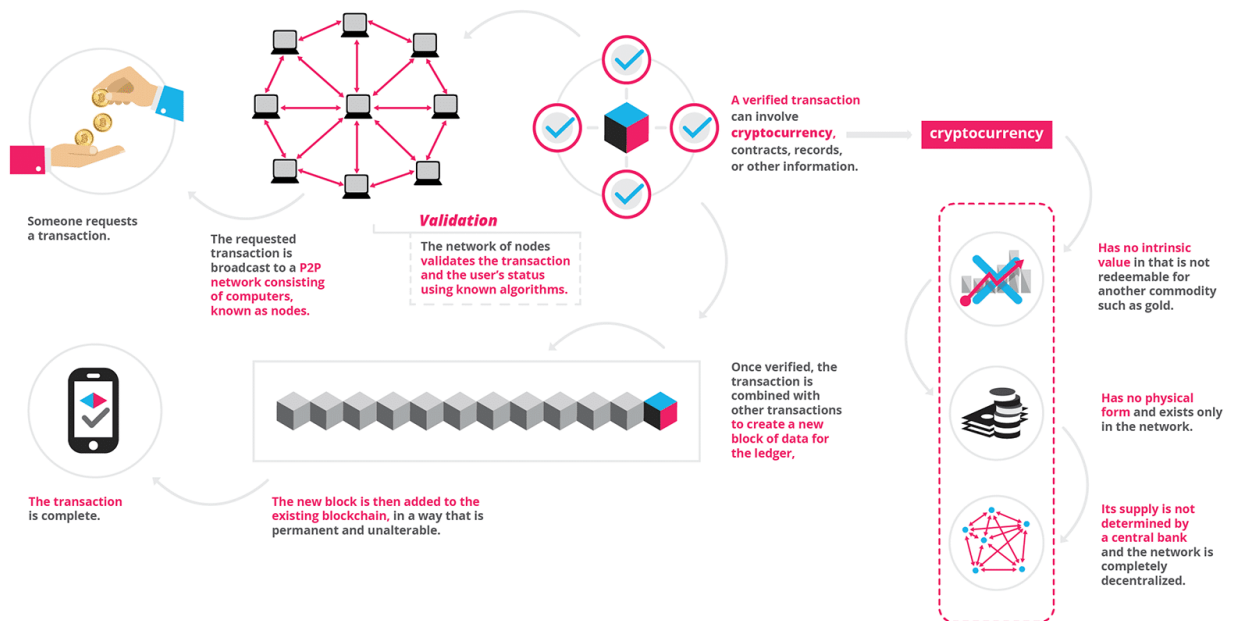 Someone requests
a transaction.
The requested
transaction is
broadcast to a P2P
network consisting
of computers,
known as nodes.
Validation
The network of nodes
validates the transaction
and the user's status
using known algorithms.
A verified transaction
can involve
cryptocurrency,
contracts, records,
or other information.
cryptocurrency
Once verified, the
transaction is
combined with
other transactions
to create a new
block of data for
the ledger,
The new block is then added to the
existing blockchain, in a way that is
permanent and unalterable.
The transaction
is complete.
Has no intrinsic
value in that is not
redeemable for
another commodity
such as gold.
Has no physical
form and exists only
in the network.
Its supply is not
determined by
a central bank
and the network is
completely
decentralized.